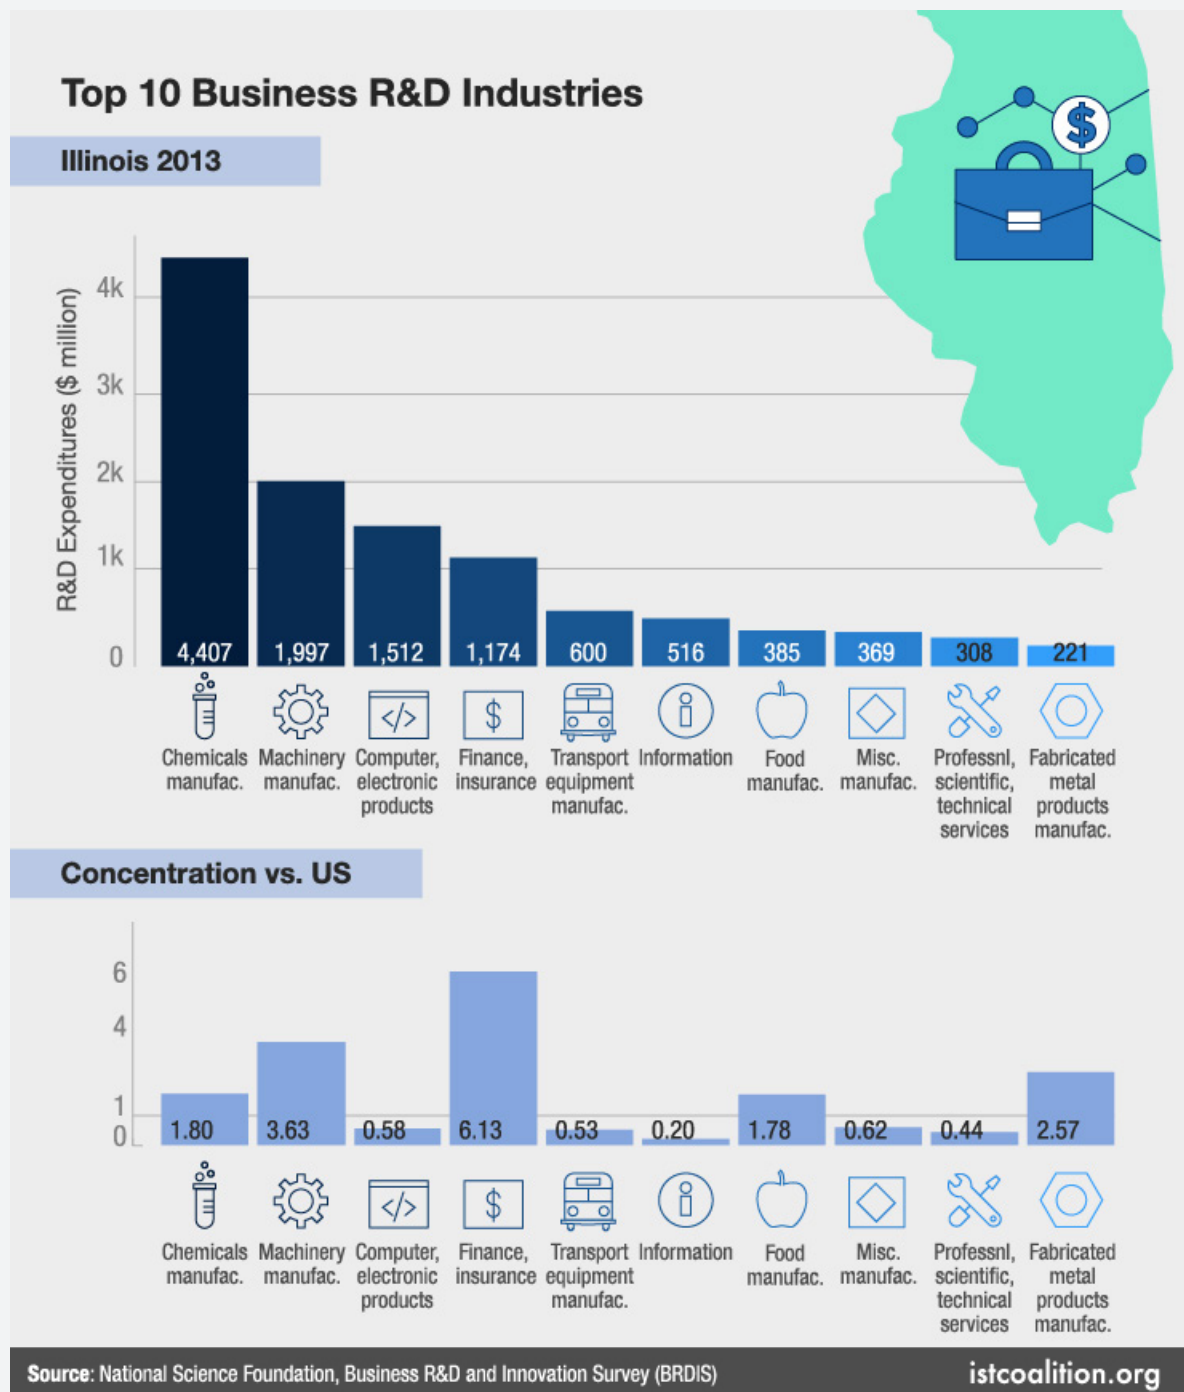 Top 10 Business R&D Industries
Illinois 2013
R&D Expenditures ($ million)
4k
3k
2k
1k
0
4,407 1,997 1,512 1,174 600 516 385 369 308 221
$
</>
$
i
Chemicals Machinery Computer, Finance, Transport Information Food Misc. Professnl, Fabricated
manufac. manufac. electronic insurance equipment manufac. manufac. scientific, metal
products manufac. technical products
services manufac.
Concentration vs. US
6
4
1
0
1.80 3.63 0.58 6.13 0.53 0.20 1.78 0.62 0.44 2.57
</>
$
i
Chemicals Machinery Computer, Finance, Transport Information Food Misc. Professnl, Fabricated
manufac. manufac. electronic insurance equipment manufac. manufac. scientific, metal
products manufac. technical products
services manufac.
Source: National Science Foundation, Business R&D and Innovation Survey (BRDIS)
istcoalition.org